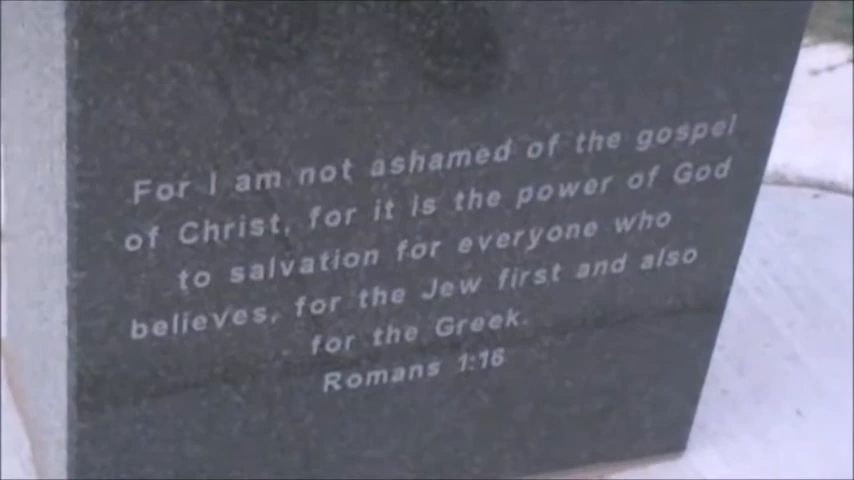 For I am not ashamed of the gospel
of Christ, for it is the power of God
to salvation for everyone who
believes, for the Jew first and also
for the Greek.
Romans 1:16